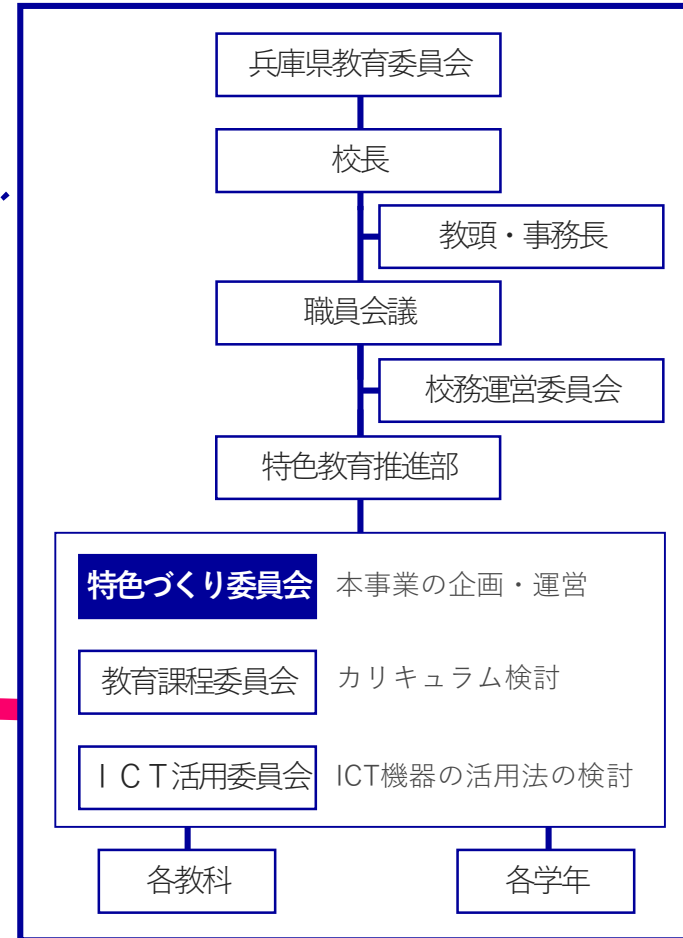 兵庫県教育委員会
校長
教頭・事務長
職員会議
校務運営委員会
特色教育推進部
特色づくり委員会 本事業の企画・運営
教育課程委員会 カリキュラム検討
ＩＣＴ活用委員会 ICT機器の活用法の検討
各教科 各学年